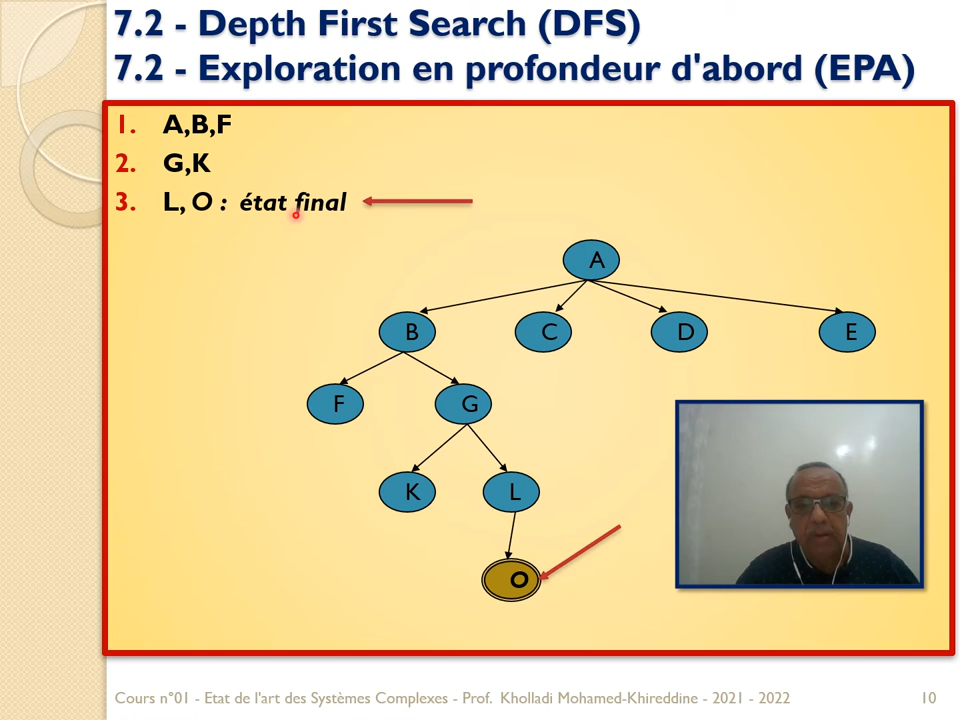 7.2 - Depth First Search (DFS)
7.2 - Exploration en profondeur d'abord (EPA)
1. A,B,F
2. G,K
3. L, O : état final
A
B C D E
F G
K L
O
Cours n°01 - Etat de l'art des Systèmes Complexes - Prof. Kholladi Mohamed-Khireddine - 2021 - 2022 10